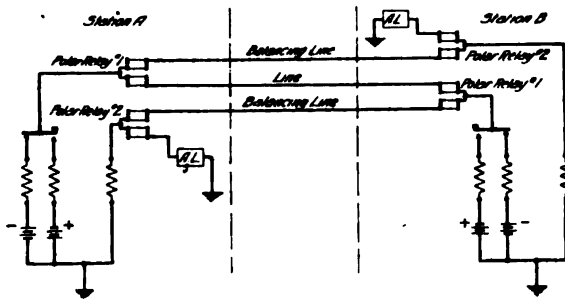 Station A
Station B
AL
Balancing Line
Polar Relay #1
Polar Relay #2
Line
Polar Relay #1
Polar Relay #2
Balancing Line
AL
- +
+ -